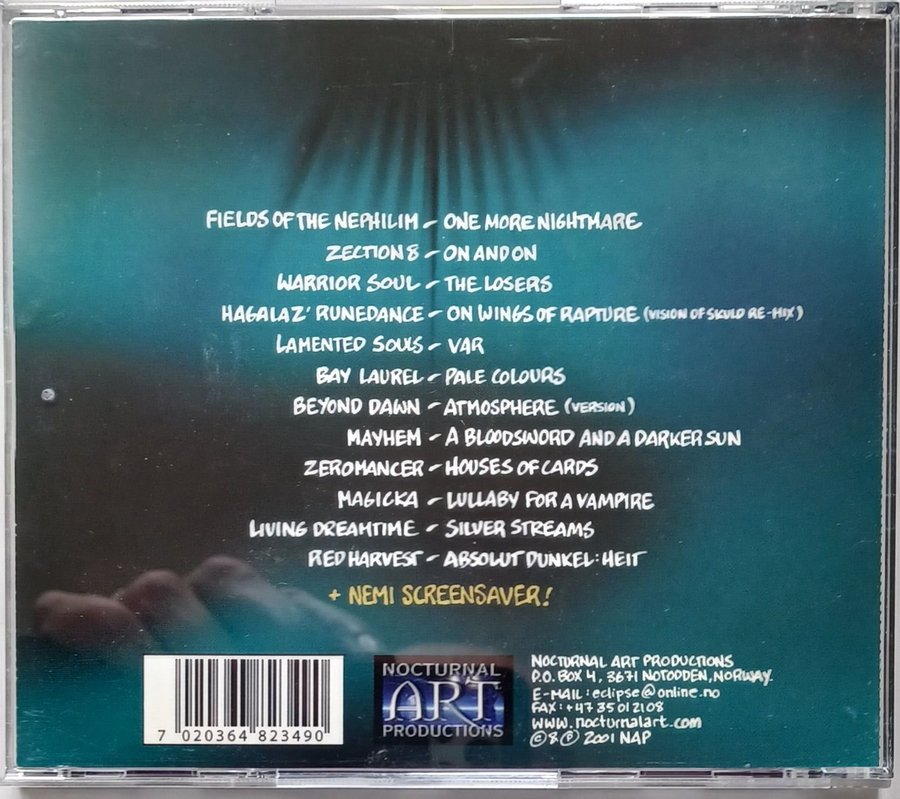 FIELDS OF THE NEPHILIM - ONE MORE NIGHTMARE
ZECTION 8 - ON AND ON
WARRIOR SOUL - THE LOSERS
HAGALAZ' RUNEDANCE - ON WINGS OF RAPTURE (VISION OF SKULD RE-MIX)
LAMENTED SOULS - VAR
BAY LAUREL - PALE COLOURS
BEYOND DAWN - ATMOSPHERE (VERSION)
MAYHEM - A BLOODSWORD AND A DARKER SUN
ZEROMANCER - HOUSES OF CARDS
MAGICKA - LULLABY FOR A VAMPIRE
LIVING DREAMTIME - SILVER STREAMS
RED HARVEST - ABSOLUT DUNKEL:HEIT
+ NEMI SCREENSAVER!
7 020364 823490
NOCTURNAL
ART
PRODUCTIONS
NOCTURNAL ART PRODUCTIONS
P.O. BOX 4, 3671 NOTODDEN, NORWAY.
E-MAIL: eclipse@online.no
FAX: +47 35 01 21 08
WWW.nocturnalart.com
© & ℗ 2001 NAP